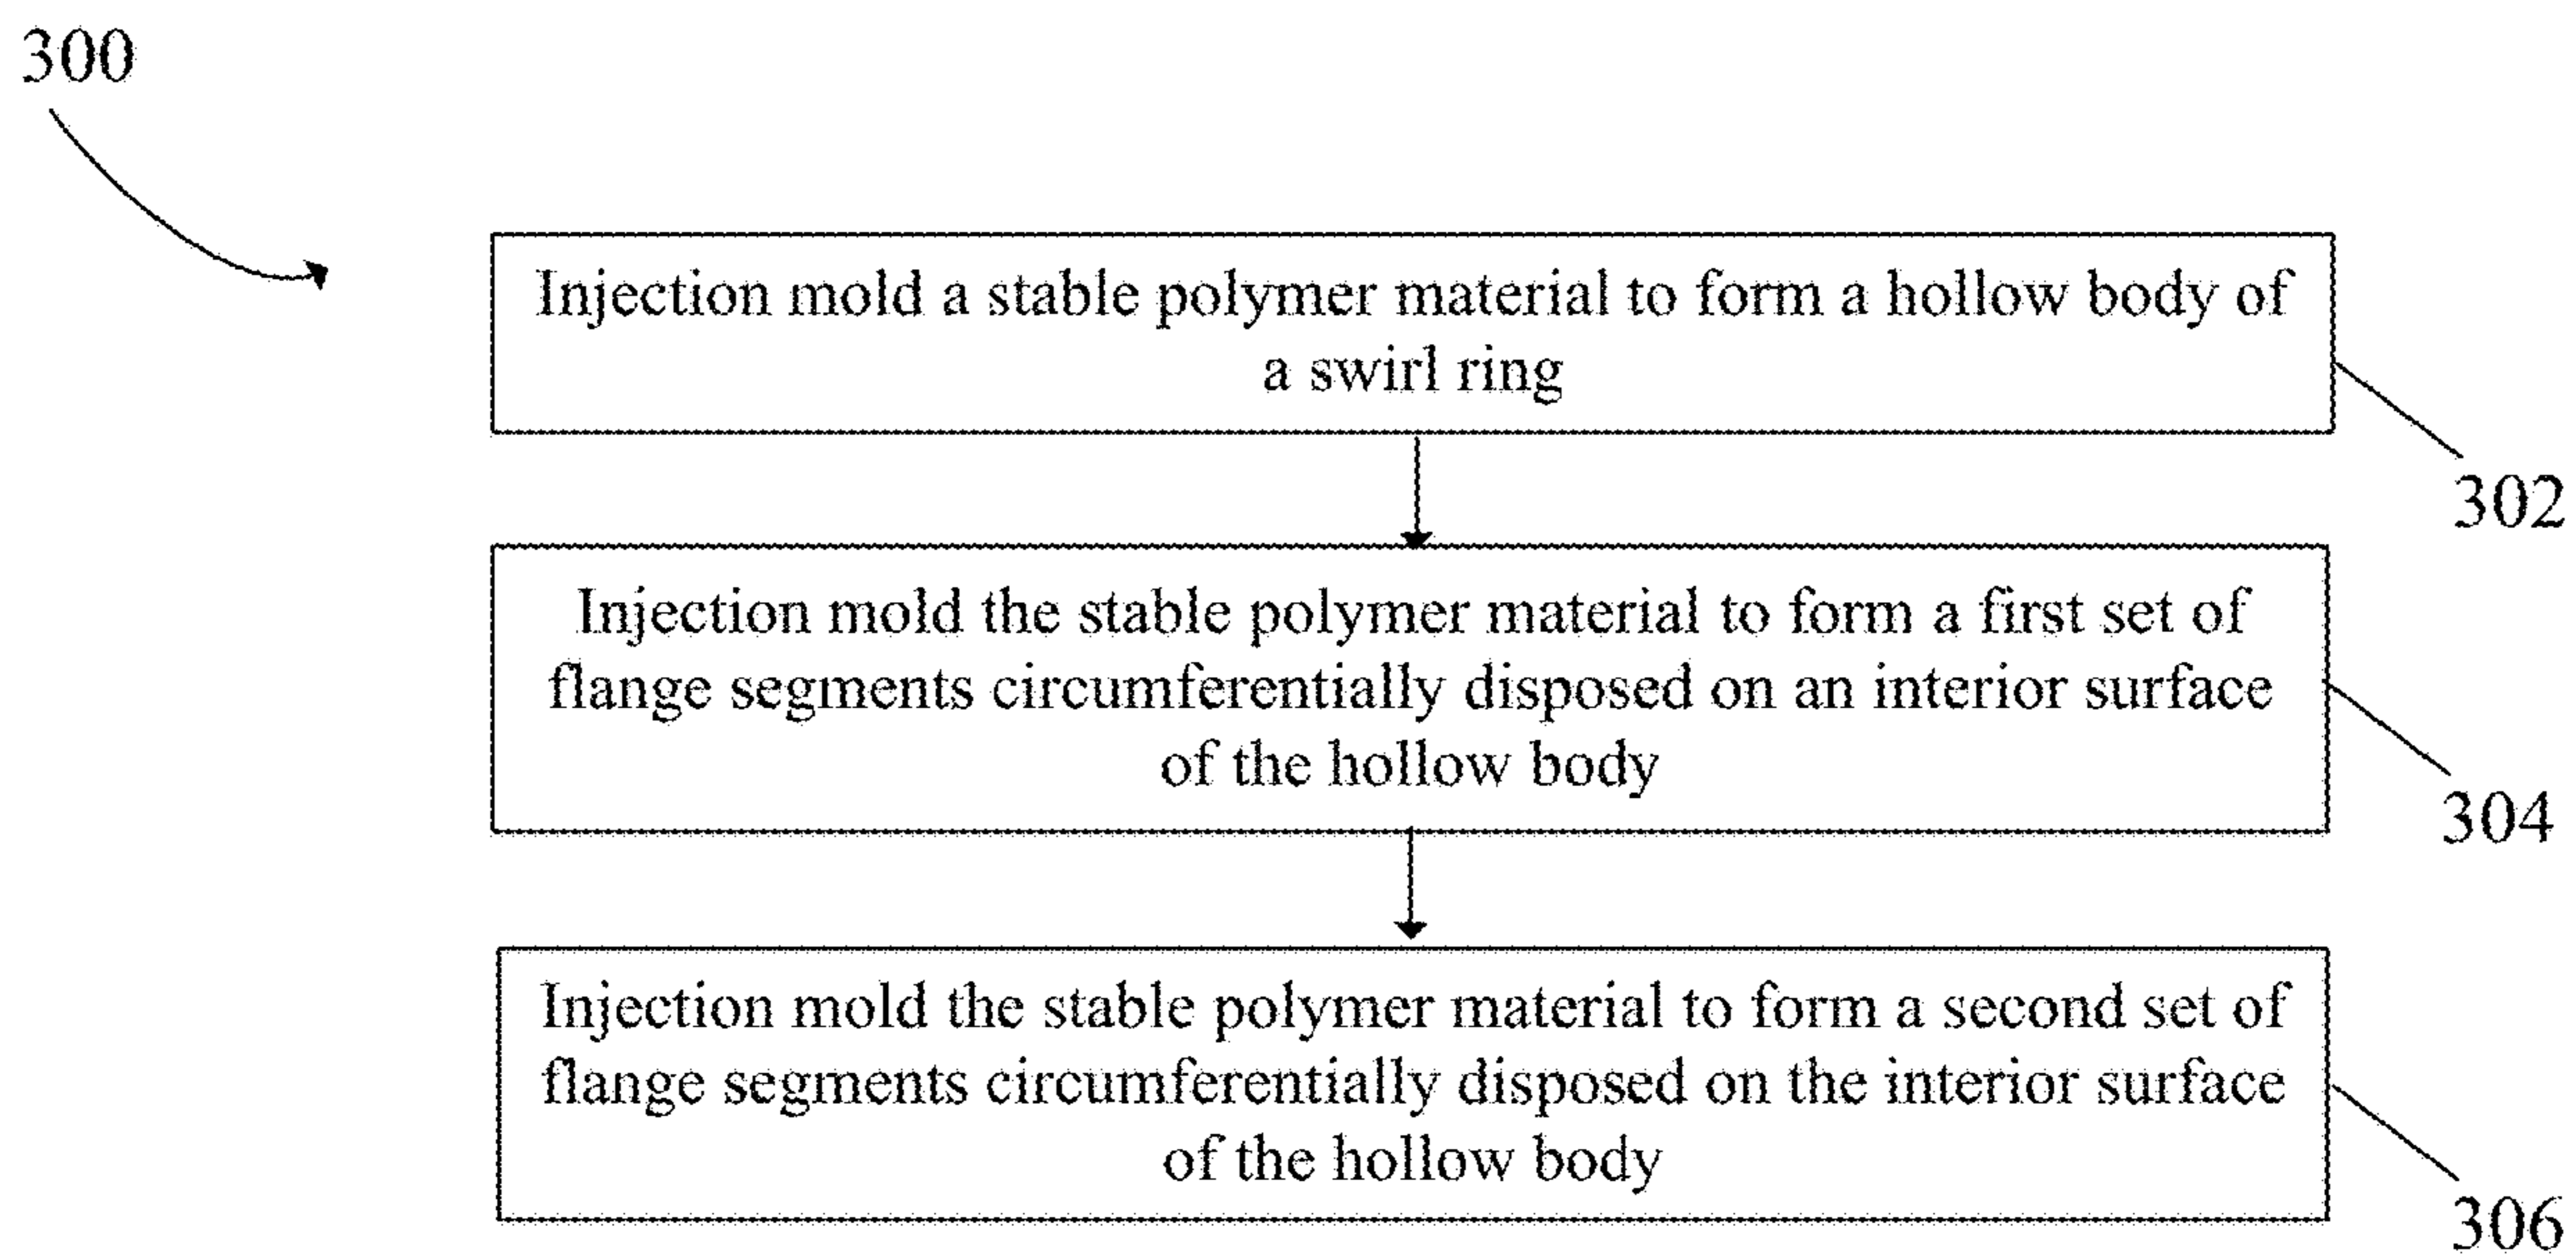 300
Injection mold a stable polymer material to form a hollow body of
a swirl ring
302
Injection mold the stable polymer material to form a first set of
flange segments circumferentially disposed on an interior surface
of the hollow body
304
Injection mold the stable polymer material to form a second set of
flange segments circumferentially disposed on the interior surface
of the hollow body
306